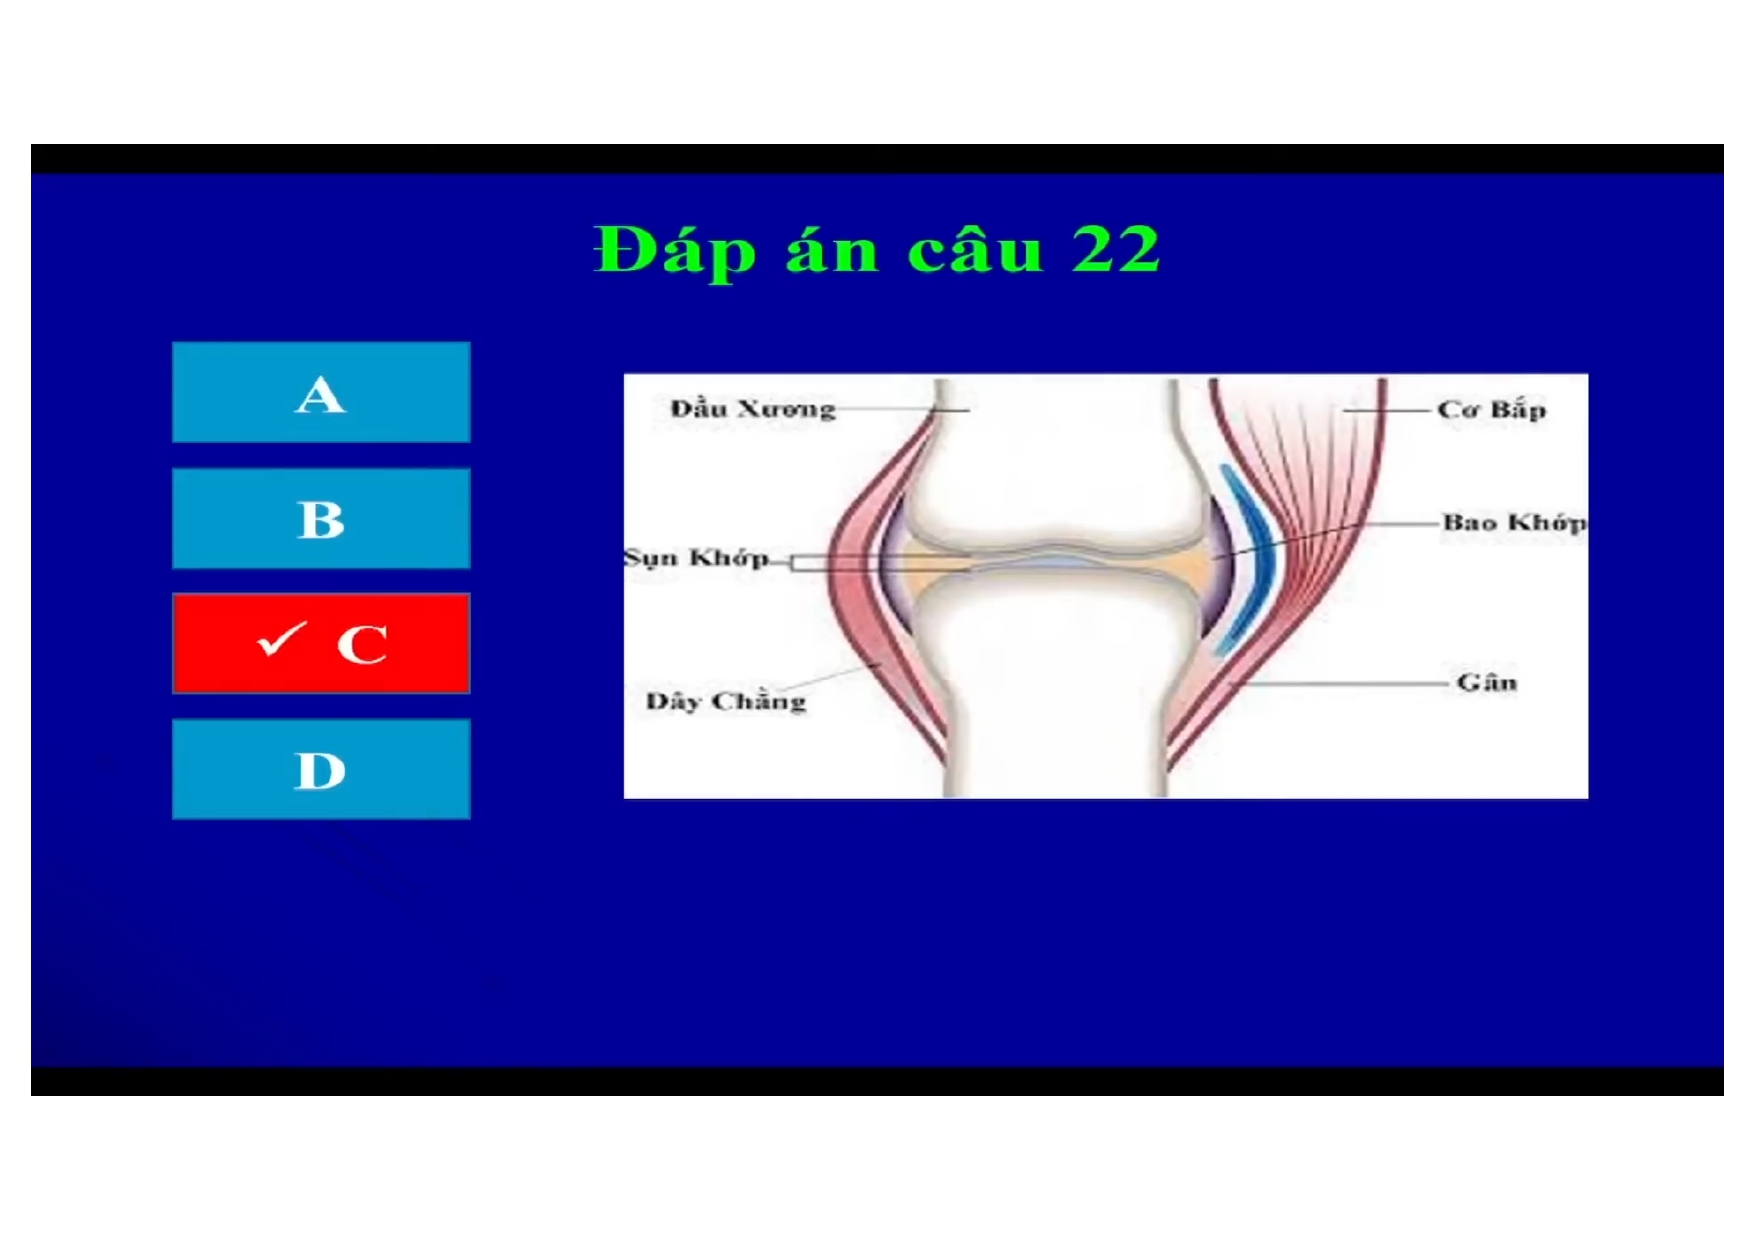 Đáp án câu 22
A
B
✓ C
D
Đầu Xương
Cơ Bắp
Bao Khớp
Sụn Khớp
Dây Chằng
Gân